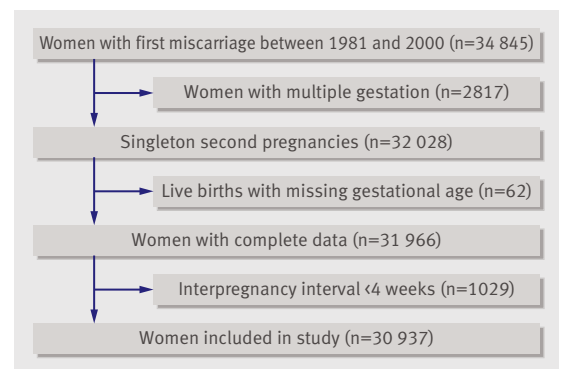 Women with first miscarriage between 1981 and 2000 (n=34 845)
Women with multiple gestation (n=2817)
Singleton second pregnancies (n=32 028)
Live births with missing gestational age (n=62)
Women with complete data (n=31 966)
Interpregnancy interval <4 weeks (n=1029)
Women included in study (n=30 937)